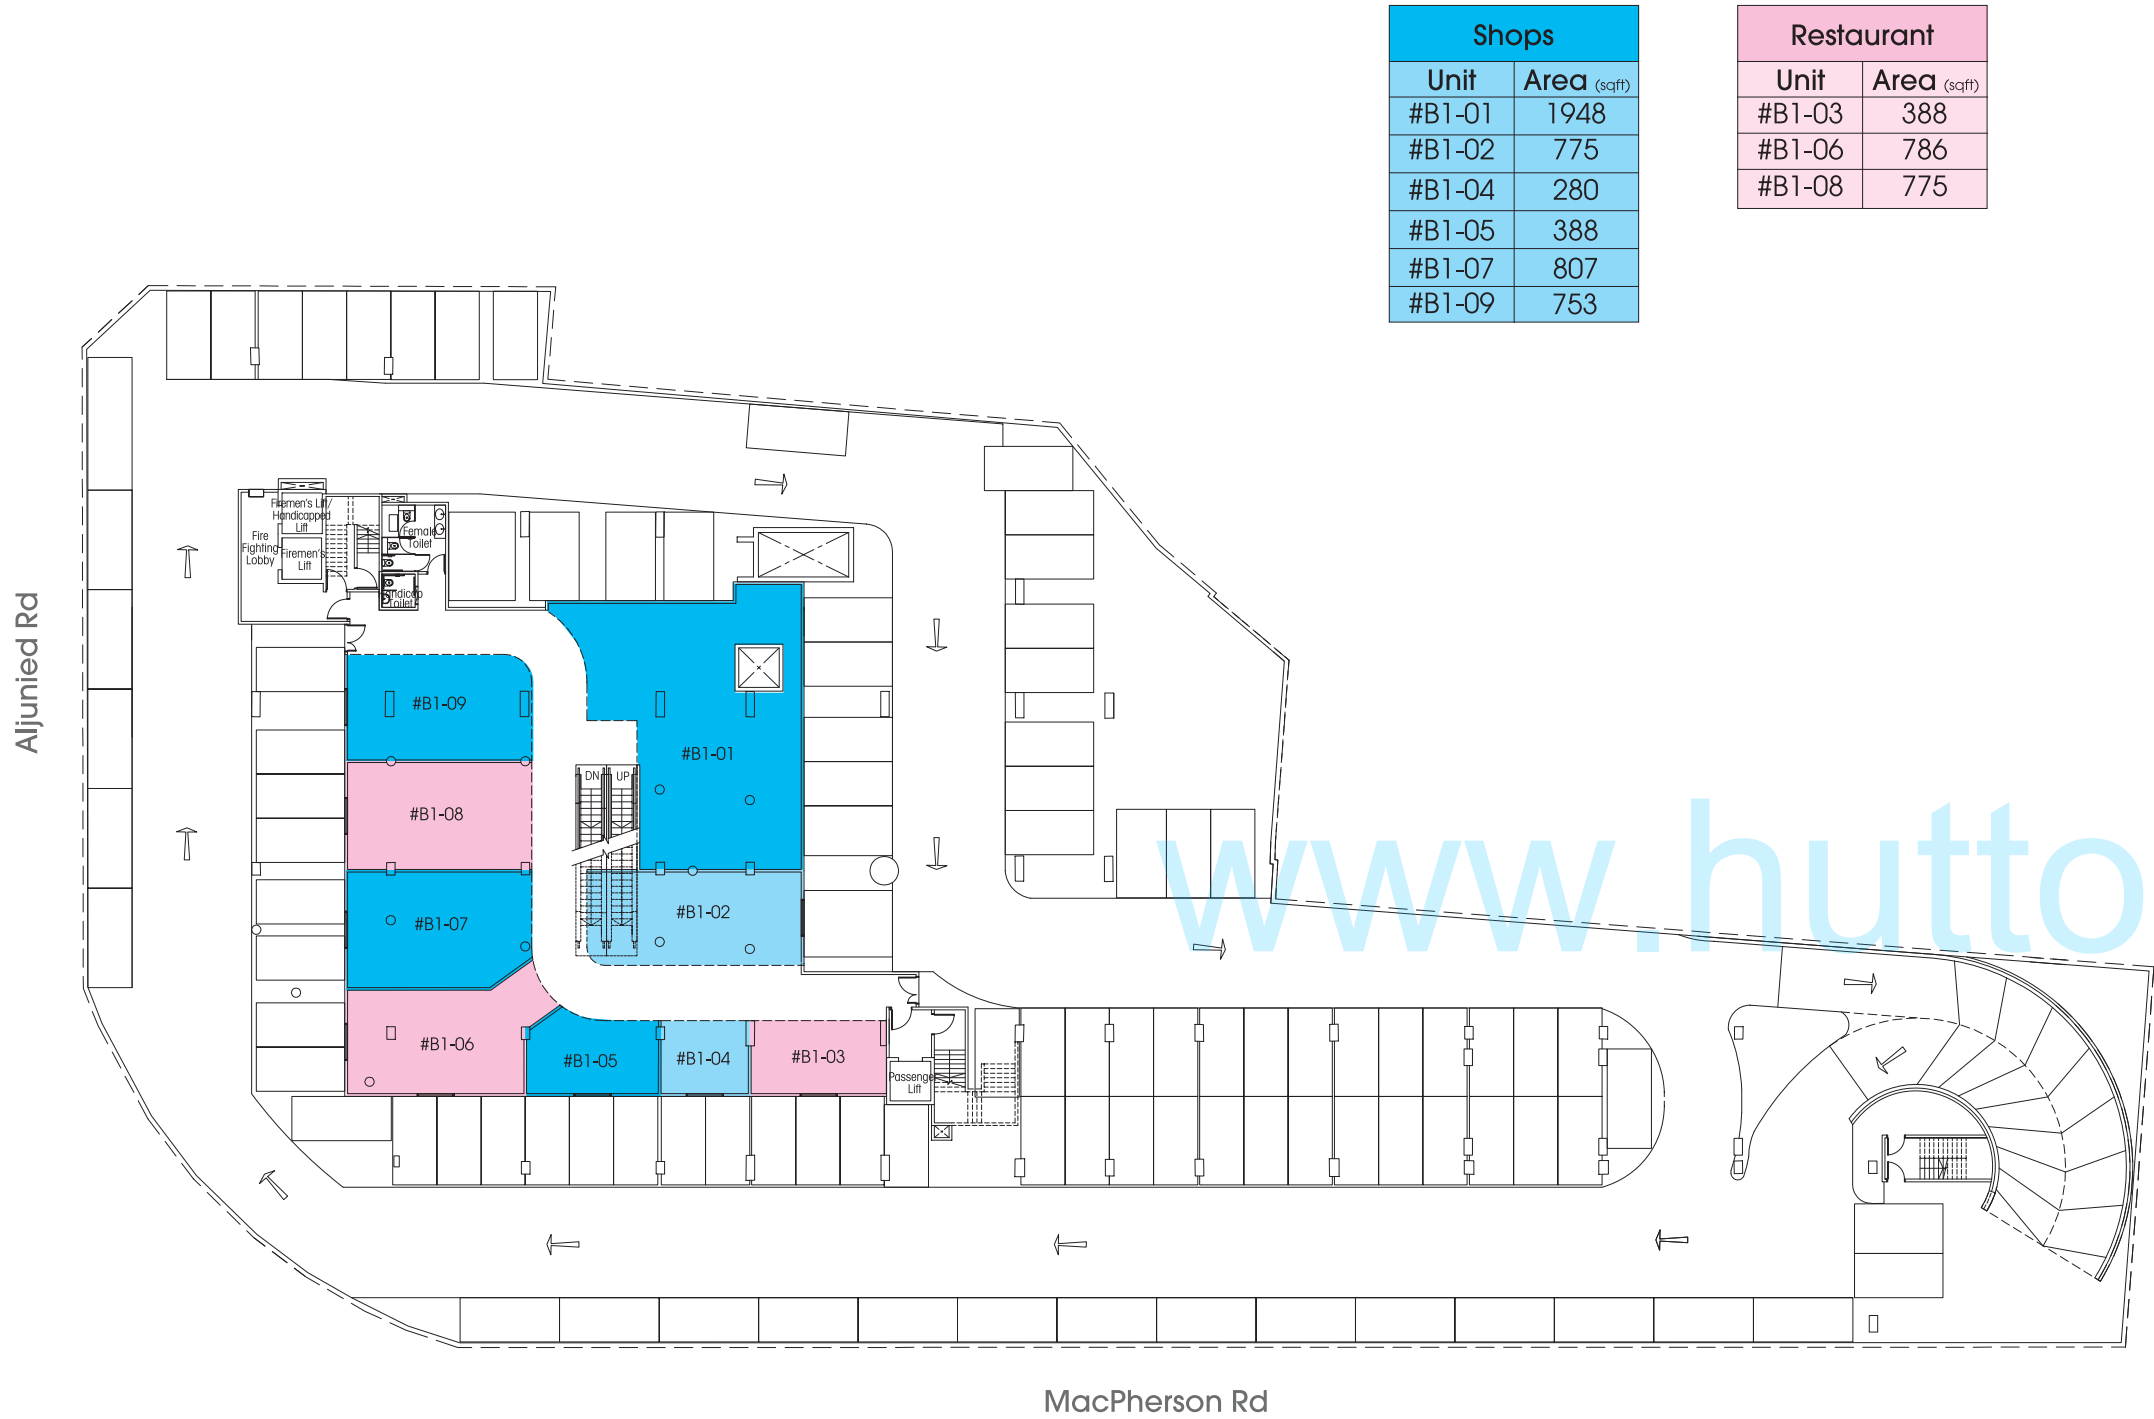 Shops
Unit Area (sqft)
#B1-01 1948
#B1-02 775
#B1-04 280
#B1-05 388
#B1-07 807
#B1-09 753
Restaurant
Unit Area (sqft)
#B1-03 388
#B1-06 786
#B1-08 775
Firemen's Lift/
Handicapped
Lift
Fire
Fighting
Lobby
Firemen's
Lift
Female
Toilet
Toilet
Aljunied Rd
#B1-09
#B1-01
DN UP
#B1-08
#B1-02
#B1-07
#B1-06
#B1-05
#B1-04
#B1-03
Passenge
Lift
www.hutto
MacPherson Rd